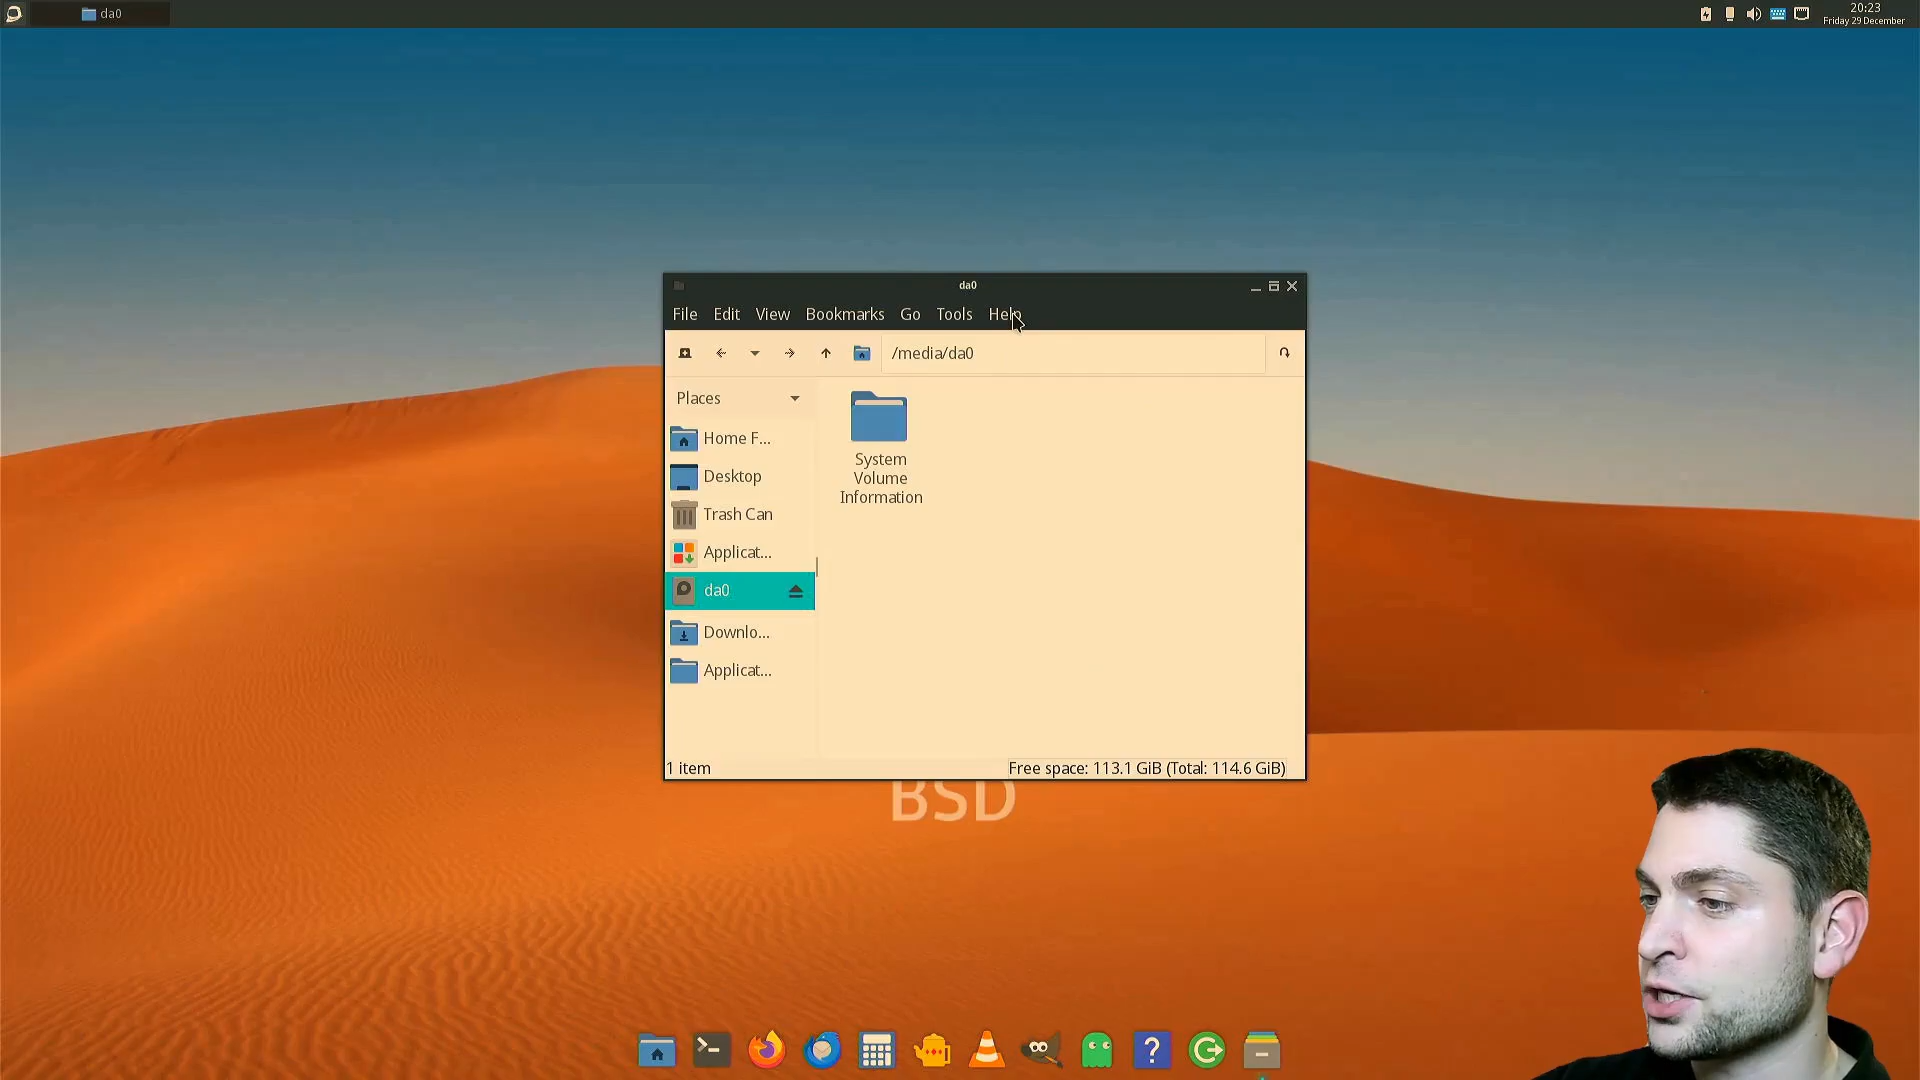 da0
20:23
Friday 29 December
da0
File Edit View Bookmarks Go Tools Help
/media/da0
Places
Home F...
Desktop
Trash Can
Applicat...
da0
Downlo...
Applicat...
System
Volume
Information
1 item
Free space: 113.1 GiB (Total: 114.6 GiB)
BSD
?